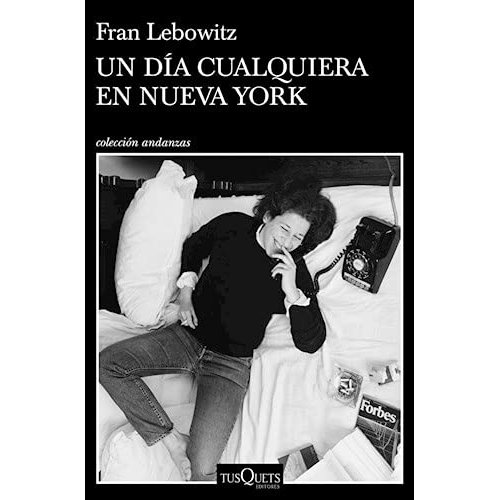 Fran Lebowitz
UN DÍA CUALQUIERA
EN NUEVA YORK
colección andanzas
Forbes
TUSQUETS
EDITORES